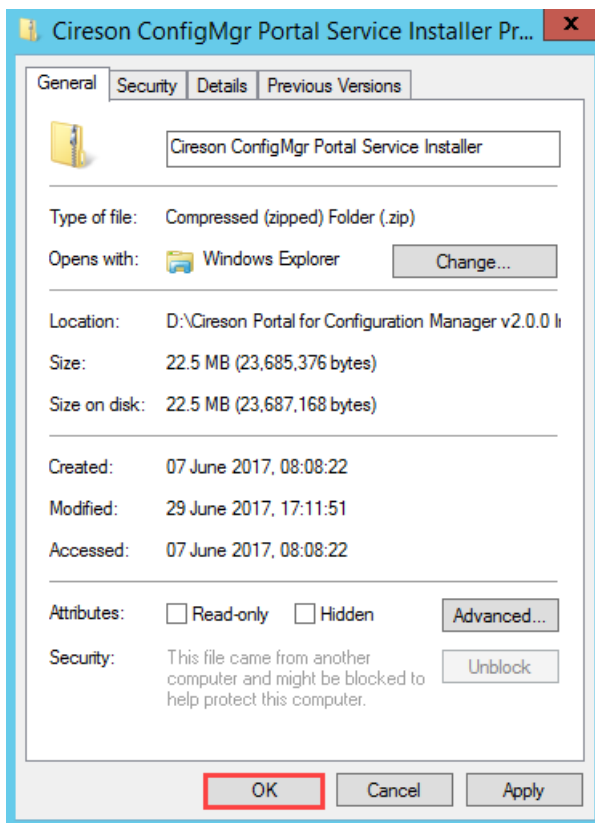 Cireson ConfigMgr Portal Service Installer Pr... x
General Security Details Previous Versions
Cireson ConfigMgr Portal Service Installer
Type of file: Compressed (zipped) Folder (.zip)
Opens with: Windows Explorer Change...
Location: D:\Cireson Portal for Configuration Manager v2.0.0 I
Size: 22.5 MB (23,685,376 bytes)
Size on disk: 22.5 MB (23,687,168 bytes)
Created: 07 June 2017, 08:08:22
Modified: 29 June 2017, 17:11:51
Accessed: 07 June 2017, 08:08:22
Attributes: Read-only Hidden Advanced...
Security: This file came from another
computer and might be blocked to
help protect this computer.
Unblock
OK Cancel Apply